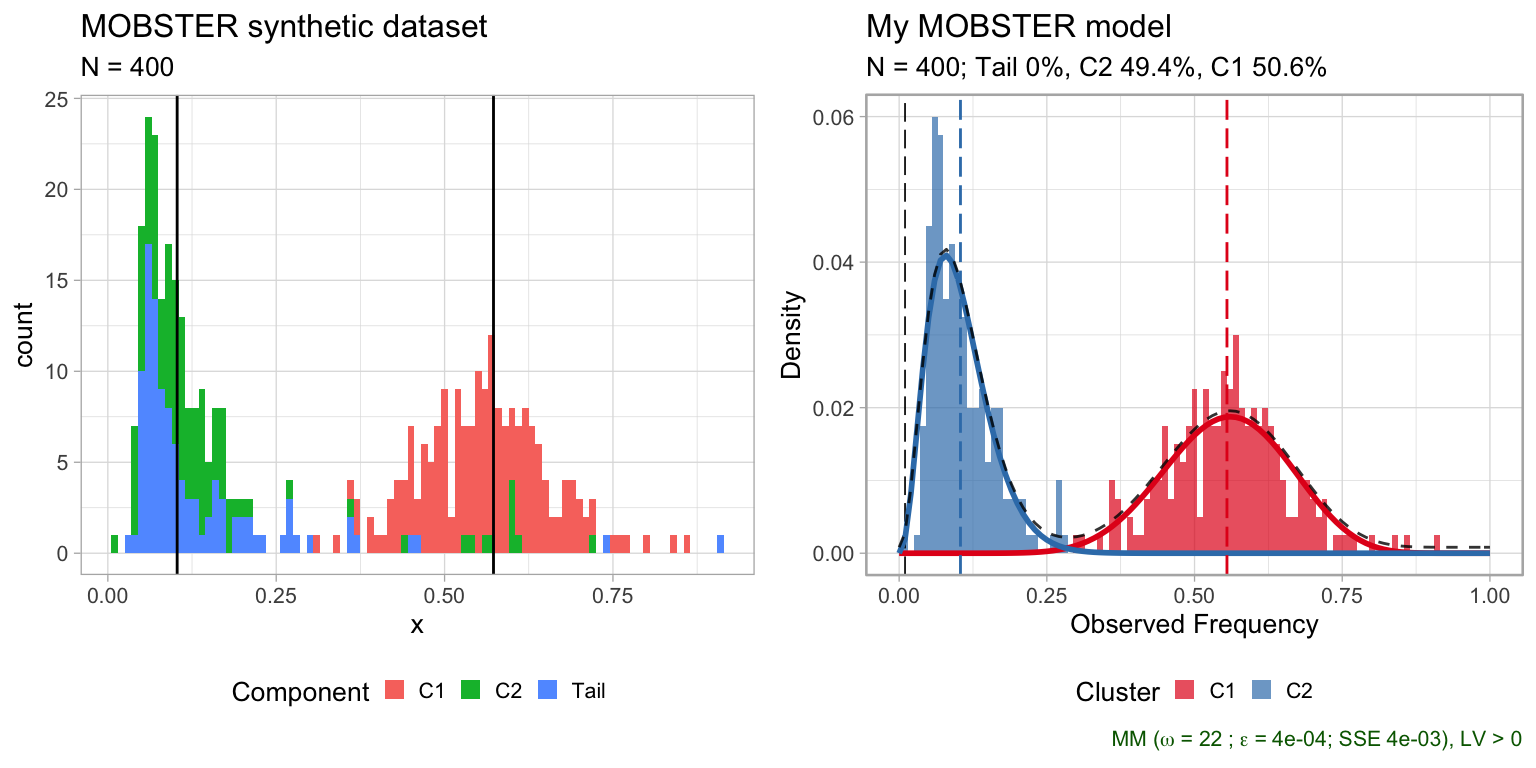 MOBSTER synthetic dataset
N = 400
count
25
20
15
10
5
0
0.00 0.25 0.50 0.75
x
Component C1 C2 Tail
My MOBSTER model
N = 400; Tail 0%, C2 49.4%, C1 50.6%
Density
0.06
0.04
0.02
0.00
0.00 0.25 0.50 0.75 1.00
Observed Frequency
Cluster C1 C2
MM (ω = 22 ; ε = 4e-04; SSE 4e-03), LV > 0